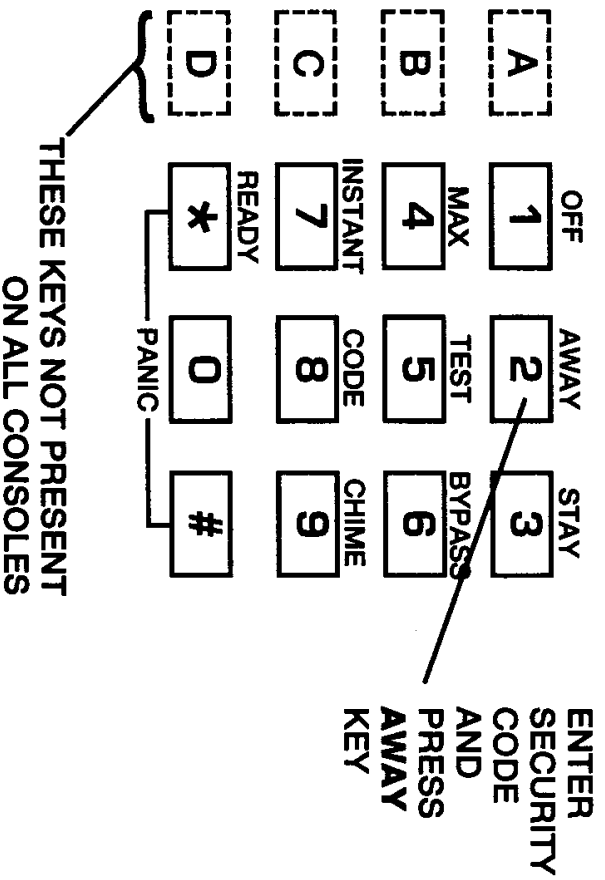 OFF AWAY STAY
A 1 2 3
MAX TEST BYPASS
B 4 5 6
INSTANT CODE CHIME
C 7 8 9
READY
D * 0 #
PANIC
THESE KEYS NOT PRESENT
ON ALL CONSOLES
ENTER
SECURITY
CODE
AND
PRESS
AWAY
KEY